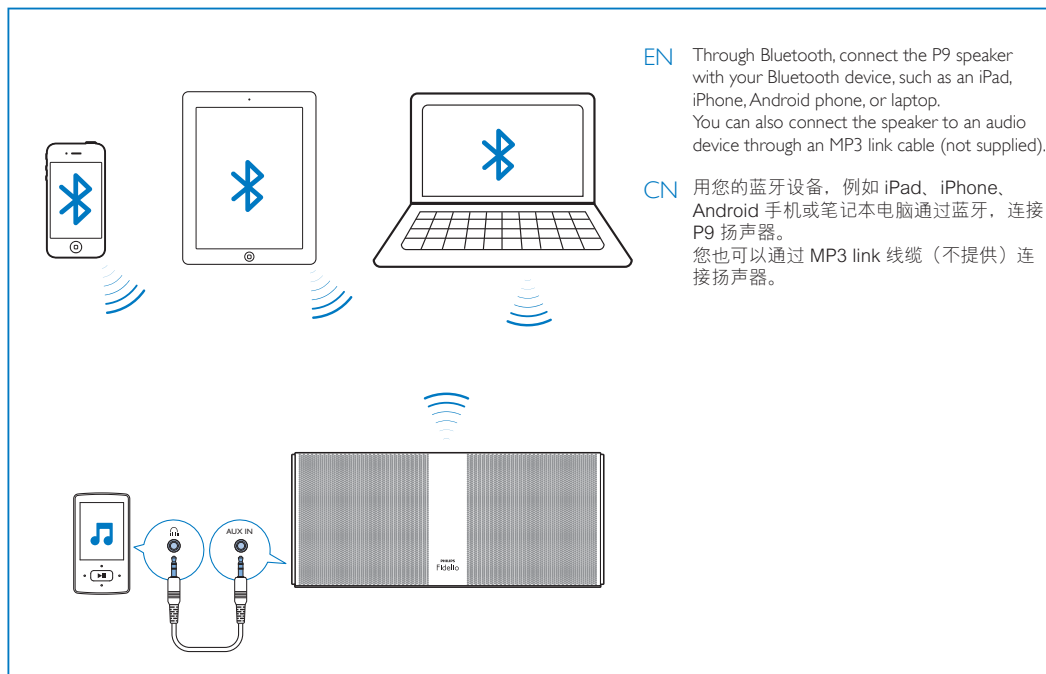 EN Through Bluetooth, connect the P9 speaker
with your Bluetooth device, such as an iPad,
iPhone, Android phone, or laptop.
You can also connect the speaker to an audio
device through an MP3 link cable (not supplied).
CN 用您的蓝牙设备，例如 iPad、iPhone、
Android 手机或笔记本电脑通过蓝牙，连接
P9 扬声器。
您也可以通过 MP3 link 线缆（不提供）连
接扬声器。
AUX IN
PHILIPS
Fidelio